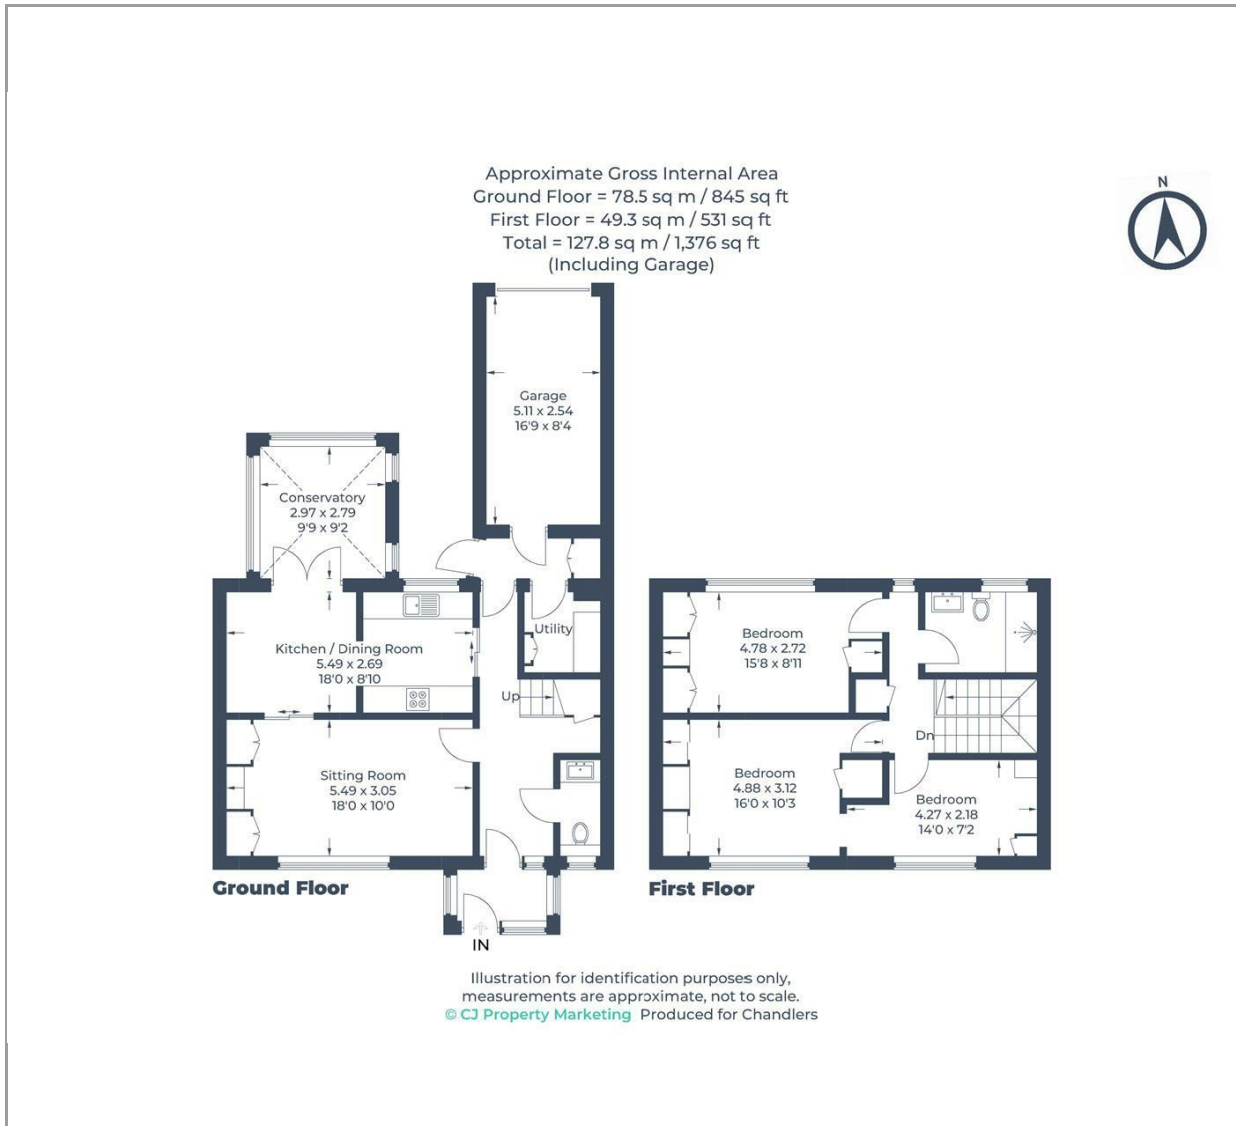 Approximate Gross Internal Area
Ground Floor = 78.5 sq m / 845 sq ft
First Floor = 49.3 sq m / 531 sq ft
Total = 127.8 sq m / 1,376 sq ft
(Including Garage)
N
Garage
5.11 x 2.54
16'9 x 8'4
Conservatory
2.97 x 2.79
9'9 x 9'2
Utility
Kitchen / Dining Room
5.49 x 2.69
18'0 x 8'10
Up
Sitting Room
5.49 x 3.05
18'0 x 10'0
Ground Floor
IN
Bedroom
4.78 x 2.72
15'8 x 8'11
Dn
Bedroom
4.88 x 3.12
16'0 x 10'3
Bedroom
4.27 x 2.18
14'0 x 7'2
First Floor
Illustration for identification purposes only,
measurements are approximate, not to scale.
© CJ Property Marketing Produced for Chandlers